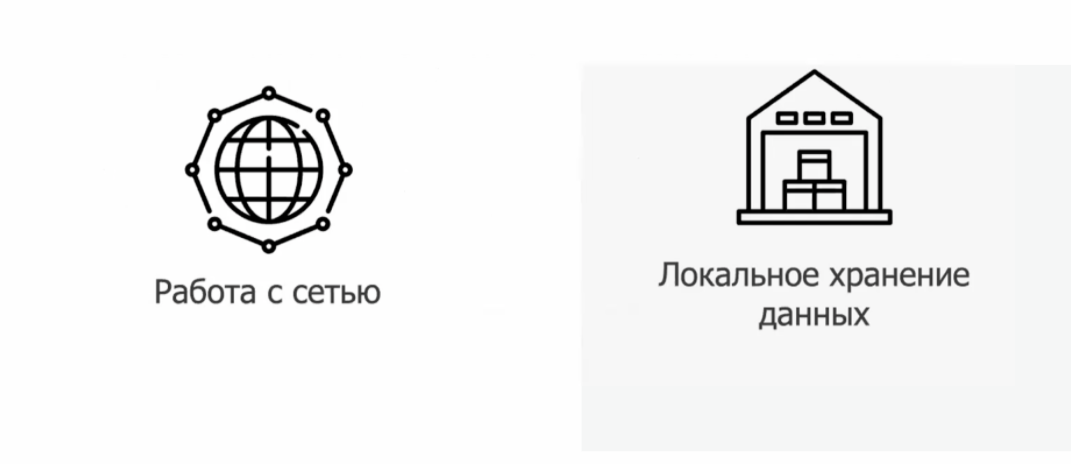 Работа с сетью
Локальное хранение
данных